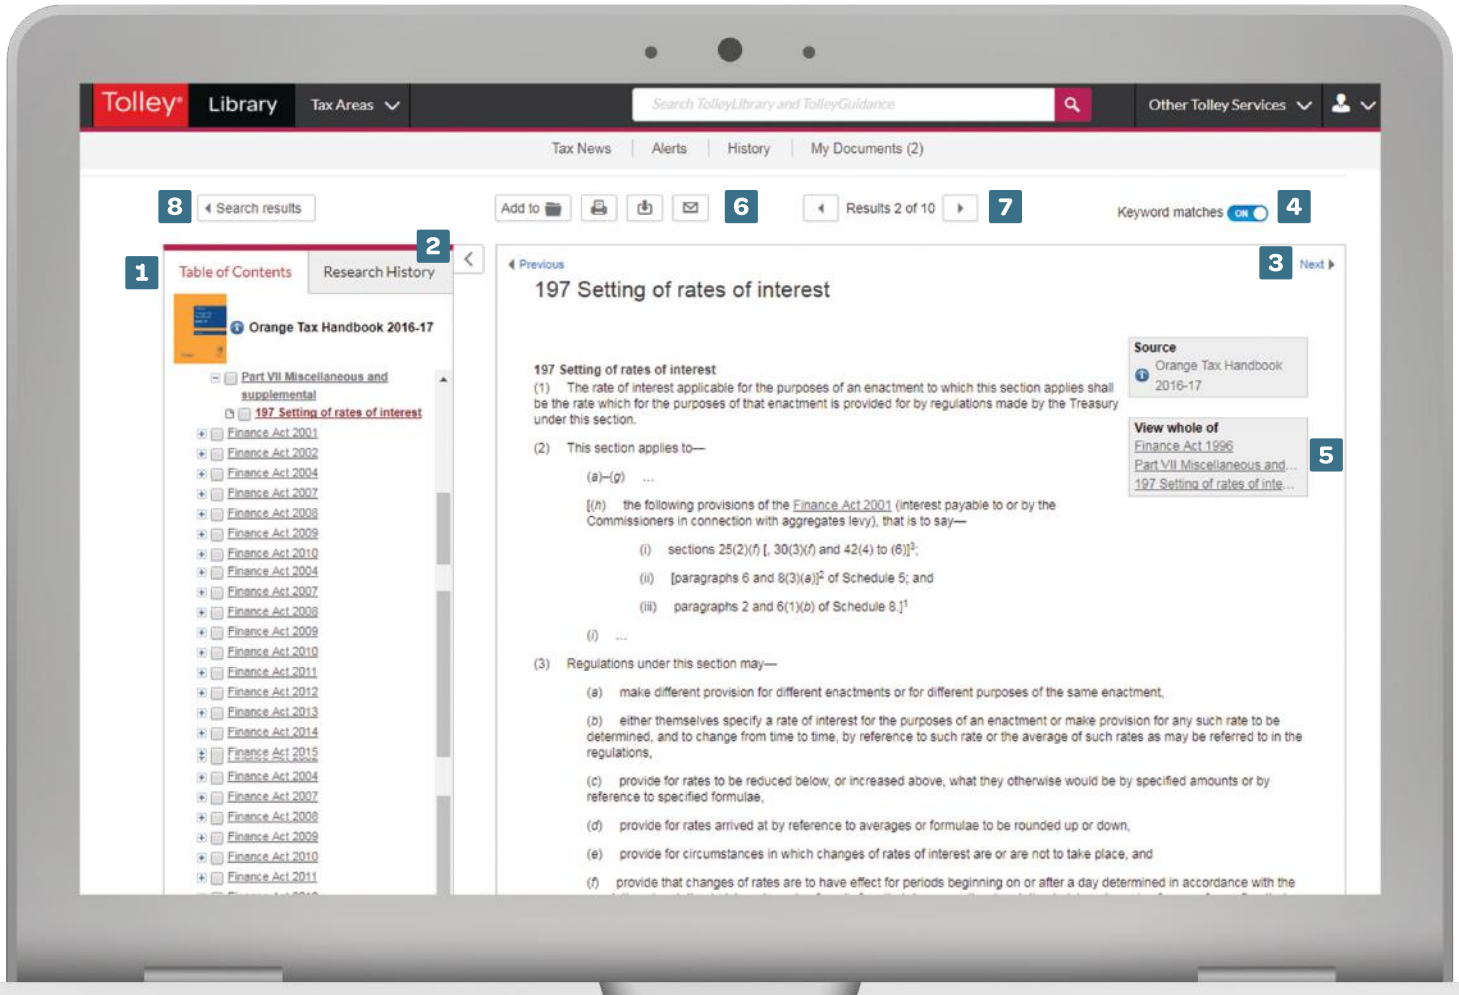 Tolley®
Library
Tax Areas
Search TolleyLibrary and TolleyGuidance
Other Tolley Services
Tax News
Alerts
History
My Documents (2)
8
Search results
Add to
6
Results 2 of 10
7
Keyword matches
ON
4
1
Table of Contents
2
Research History
Orange Tax Handbook 2016-17
Part VII Miscellaneous and
supplemental
197 Setting of rates of interest
Finance Act 2001
Finance Act 2002
Finance Act 2004
Finance Act 2007
Finance Act 2008
Finance Act 2009
Finance Act 2010
Finance Act 2004
Finance Act 2007
Finance Act 2008
Finance Act 2009
Finance Act 2010
Finance Act 2011
Finance Act 2012
Finance Act 2013
Finance Act 2014
Finance Act 2015
Finance Act 2004
Finance Act 2007
Finance Act 2008
Finance Act 2009
Finance Act 2010
Finance Act 2011
Previous
3
Next
197 Setting of rates of interest
Source
Orange Tax Handbook
2016-17
View whole of
Finance Act 1996
Part VII Miscellaneous and...
197 Setting of rates of inte...
5
197 Setting of rates of interest
(1) The rate of interest applicable for the purposes of an enactment to which this section applies shall
be the rate which for the purposes of that enactment is provided for by regulations made by the Treasury
under this section.
(2) This section applies to—
(a)–(g) ...
[(h) the following provisions of the Finance Act 2001 (interest payable to or by the
Commissioners in connection with aggregates levy), that is to say—
(i) sections 25(2)(f) [, 30(3)(f) and 42(4) to (6)]³;
(ii) [paragraphs 6 and 8(3)(a)]² of Schedule 5; and
(iii) paragraphs 2 and 6(1)(b) of Schedule 8.]¹
(i) ...
(3) Regulations under this section may—
(a) make different provision for different enactments or for different purposes of the same enactment,
(b) either themselves specify a rate of interest for the purposes of an enactment or make provision for any such rate to be
determined, and to change from time to time, by reference to such rate or the average of such rates as may be referred to in the
regulations,
(c) provide for rates to be reduced below, or increased above, what they otherwise would be by specified amounts or by
reference to specified formulae,
(d) provide for rates arrived at by reference to averages or formulae to be rounded up or down,
(e) provide for circumstances in which changes of rates of interest are or are not to take place, and
(f) provide that changes of rates are to have effect for periods beginning on or after a day determined in accordance with the